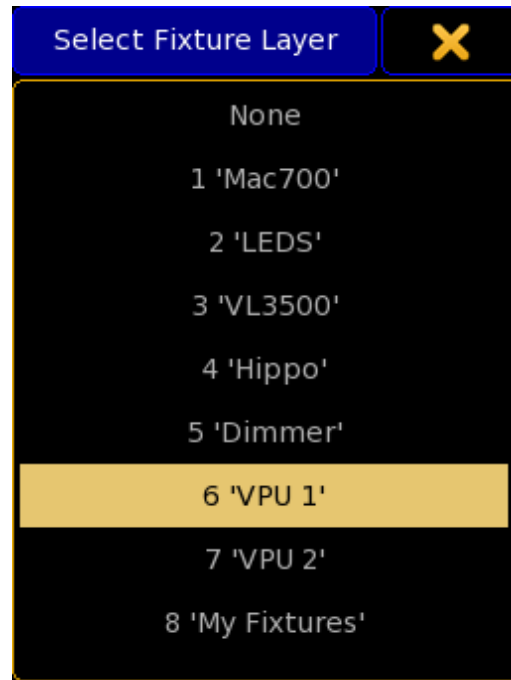 Select Fixture Layer
None
1 'Mac700'
2 'LEDS'
3 'VL3500'
4 'Hippo'
5 'Dimmer'
6 'VPU 1'
7 'VPU 2'
8 'My Fixtures'